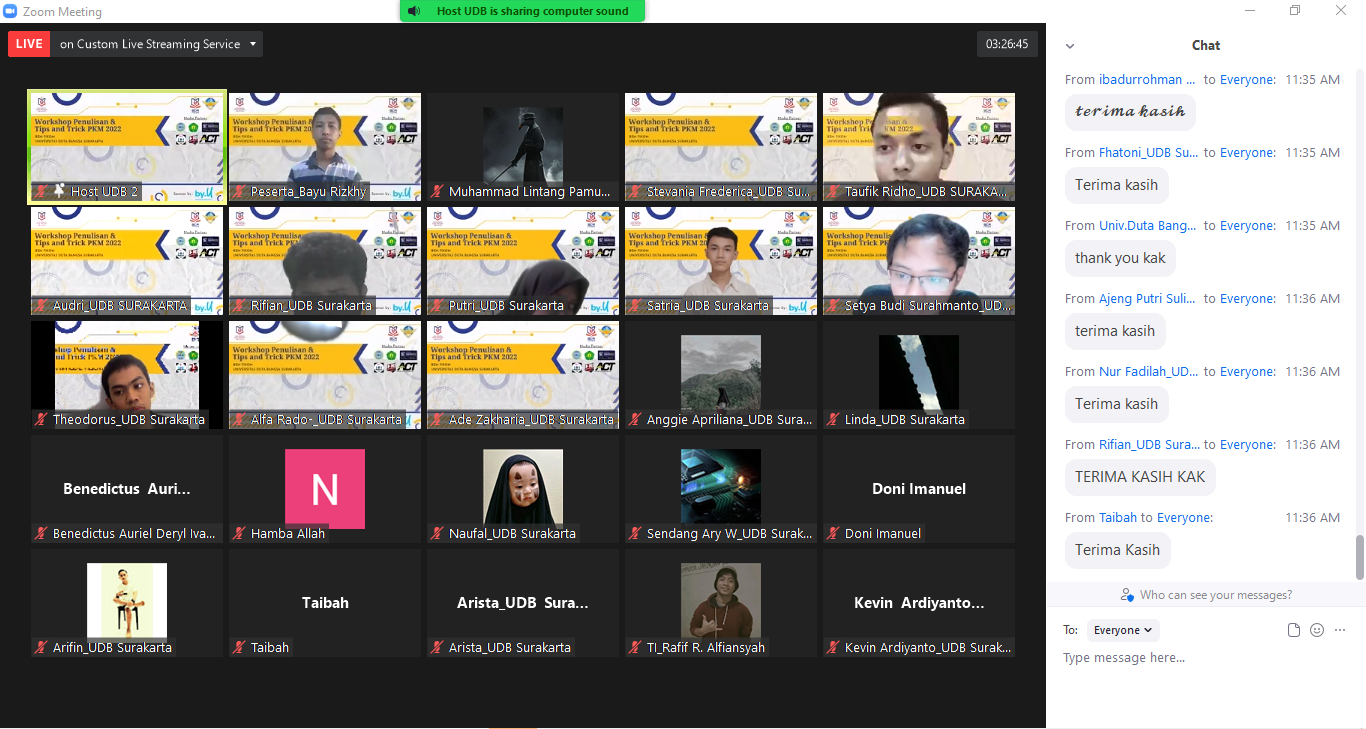 Zoom Meeting
Host UDB is sharing computer sound
LIVE on Custom Live Streaming Service
03:26:45
Workshop Penulisan &
Tips and Trick PKM 2022
UNIVERSITAS DUTA BANGSA SURAKARTA
Media Partner
ACT
by.U
Host UDB 2
Peserta_Bayu Rizkhy
Muhammad Lintang Pamu...
Stevania Frederica_UDB Su...
Taufik Ridho_UDB SURAKA...
Audri_UDB SURAKARTA
Rifian_UDB Surakarta
Putri_UDB Surakarta
Satria_UDB Surakarta
Setya Budi Surahmanto_UD...
Theodorus_UDB Surakarta
Alfa Rado-_UDB Surakarta
Ade Zakharia_UDB Surakarta
Anggie Apriliana_UDB Sura...
Linda_UDB Surakarta
Benedictus Auri...
Benedictus Auriel Deryl Iva...
N
Hamba Allah
Naufal_UDB Surakarta
Sendang Ary W_UDB Surak...
Doni Imanuel
Doni Imanuel
Arifin_UDB Surakarta
Taibah
Taibah
Arista_UDB Sura...
Arista_UDB Surakarta
TI_Rafif R. Alfiansyah
Kevin Ardiyanto...
Kevin Ardiyanto_UDB Surak...
Chat
From ibadurrohman ... to Everyone: 11:35 AM
𝓽𝓮𝓻𝓲𝓶𝓪 𝓴𝓪𝓼𝓲𝓱
From Fhatoni_UDB Su... to Everyone: 11:35 AM
Terima kasih
From Univ.Duta Bang... to Everyone: 11:35 AM
thank you kak
From Ajeng Putri Suli... to Everyone: 11:36 AM
terima kasih
From Nur Fadilah_UD... to Everyone: 11:36 AM
Terima kasih
From Rifian_UDB Sura... to Everyone: 11:36 AM
TERIMA KASIH KAK
From Taibah to Everyone: 11:36 AM
Terima Kasih
Who can see your messages?
To: Everyone
Type message here...